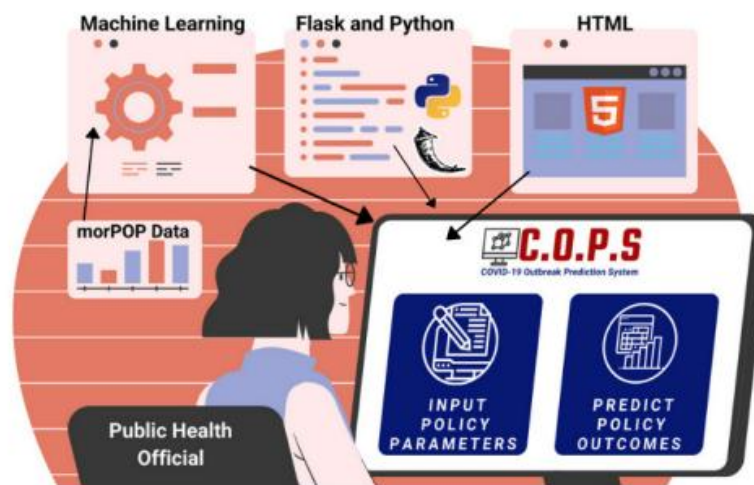 Machine Learning
Flask and Python
HTML
5
morPOP Data
C.O.P.S
COVID-19 Outbreak Prediction System
INPUT
POLICY
PARAMETERS
PREDICT
POLICY
OUTCOMES
Public Health
Official